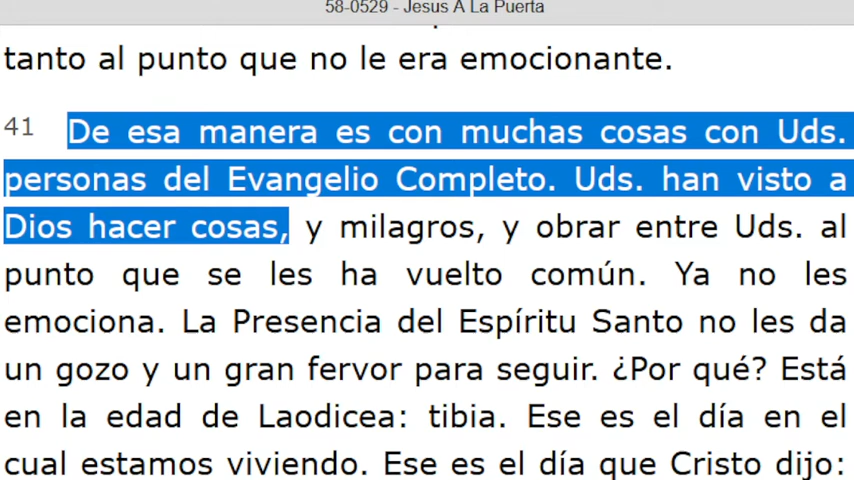 58-0529 - Jesus A La Puerta
tanto al punto que no le era emocionante.
41 De esa manera es con muchas cosas con Uds.
personas del Evangelio Completo. Uds. han visto a
Dios hacer cosas, y milagros, y obrar entre Uds. al
punto que se les ha vuelto común. Ya no les
emociona. La Presencia del Espíritu Santo no les da
un gozo y un gran fervor para seguir. ¿Por qué? Está
en la edad de Laodicea: tibia. Ese es el día en el
cual estamos viviendo. Ese es el día que Cristo dijo: